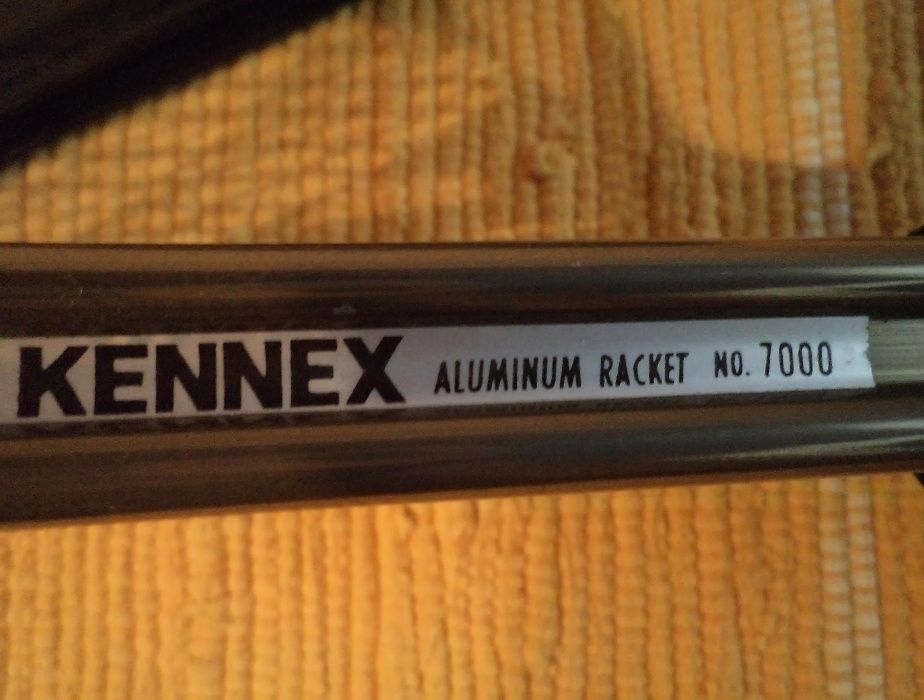 KENNEX ALUMINUM RACKET NO. 7000